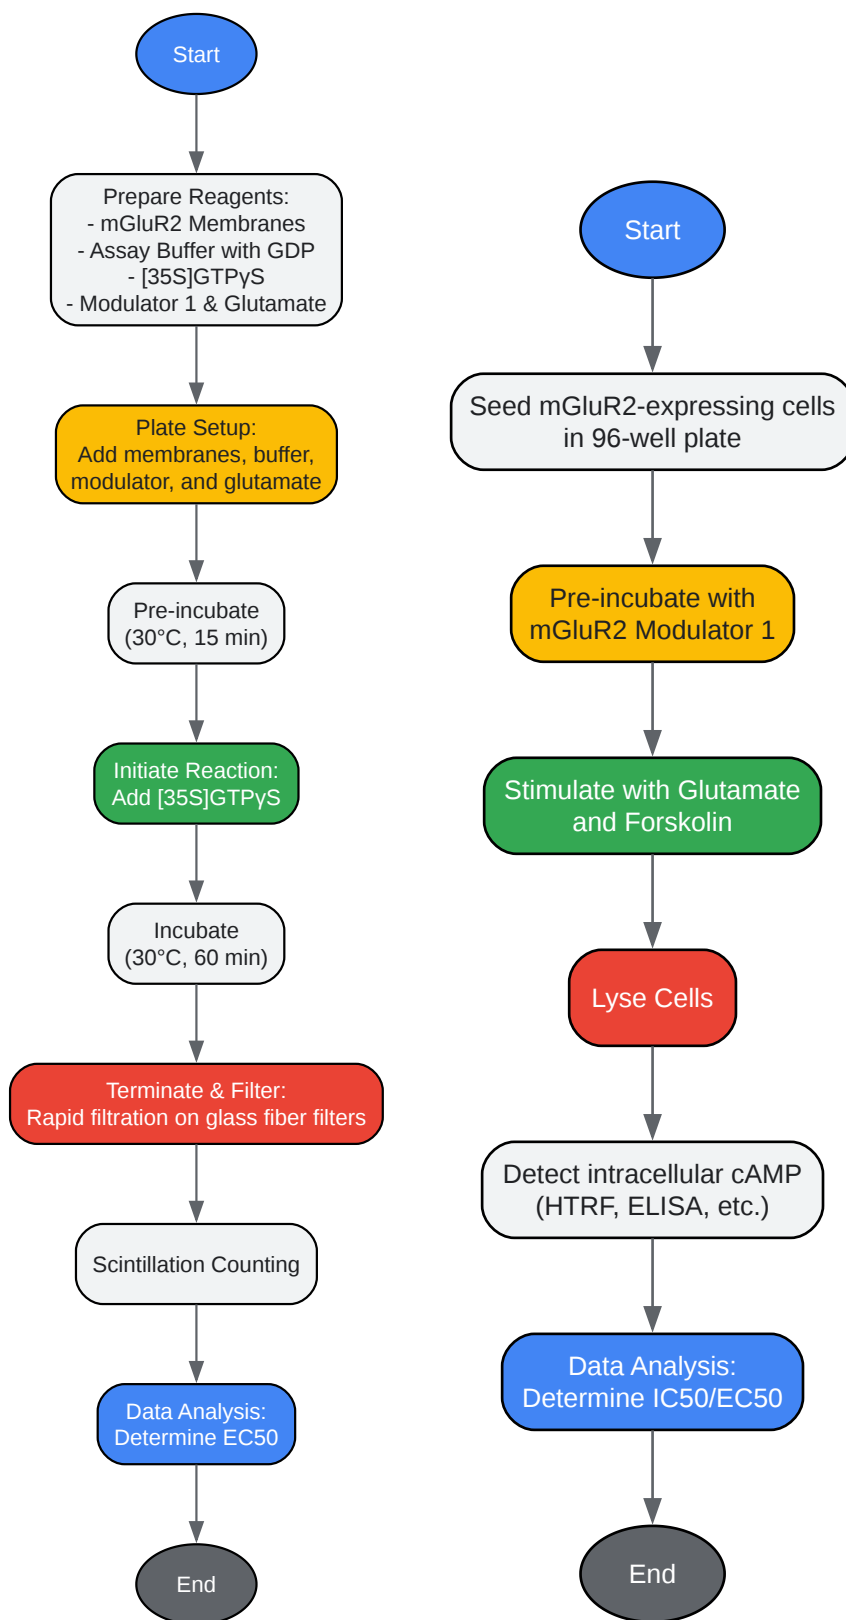 Start
Prepare Reagents:
- mGluR2 Membranes
- Assay Buffer with GDP
- [35S]GTPγS
- Modulator 1 & Glutamate
Plate Setup:
Add membranes, buffer,
modulator, and glutamate
Pre-incubate
(30°C, 15 min)
Initiate Reaction:
Add [35S]GTPγS
Incubate
(30°C, 60 min)
Terminate & Filter:
Rapid filtration on glass fiber filters
Scintillation Counting
Data Analysis:
Determine EC50
End
Start
Seed mGluR2-expressing cells
in 96-well plate
Pre-incubate with
mGluR2 Modulator 1
Stimulate with Glutamate
and Forskolin
Lyse Cells
Detect intracellular cAMP
(HTRF, ELISA, etc.)
Data Analysis:
Determine IC50/EC50
End